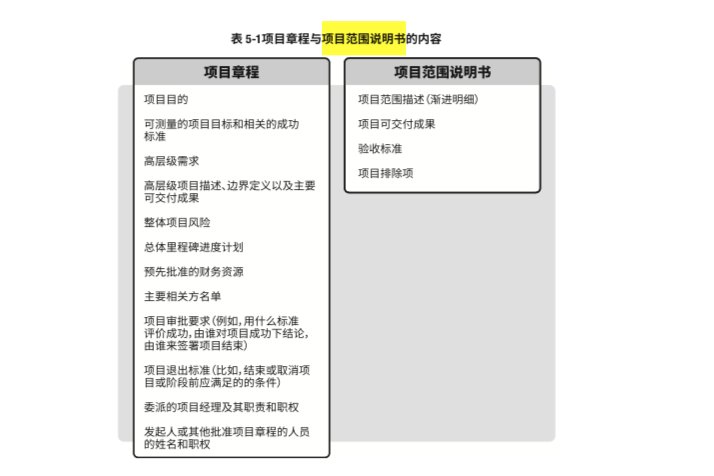 表 5-1项目章程与项目范围说明书的内容
项目章程
项目目的
可测量的项目目标和相关的成功
标准
高层级需求
高层级项目描述、边界定义以及主要
可交付成果
整体项目风险
总体里程碑进度计划
预先批准的财务资源
主要相关方名单
项目审批要求(例如,用什么标准
评价成功,由谁对项目成功下结论,
由谁来签署项目结束)
项目退出标准(比如,结束或取消项
目或阶段前应满足的的条件)
委派的项目经理及其职责和职权
发起人或其他批准项目章程的人员
的姓名和职权
项目范围说明书
项目范围描述(渐进明细)
项目可交付成果
验收标准
项目排除项